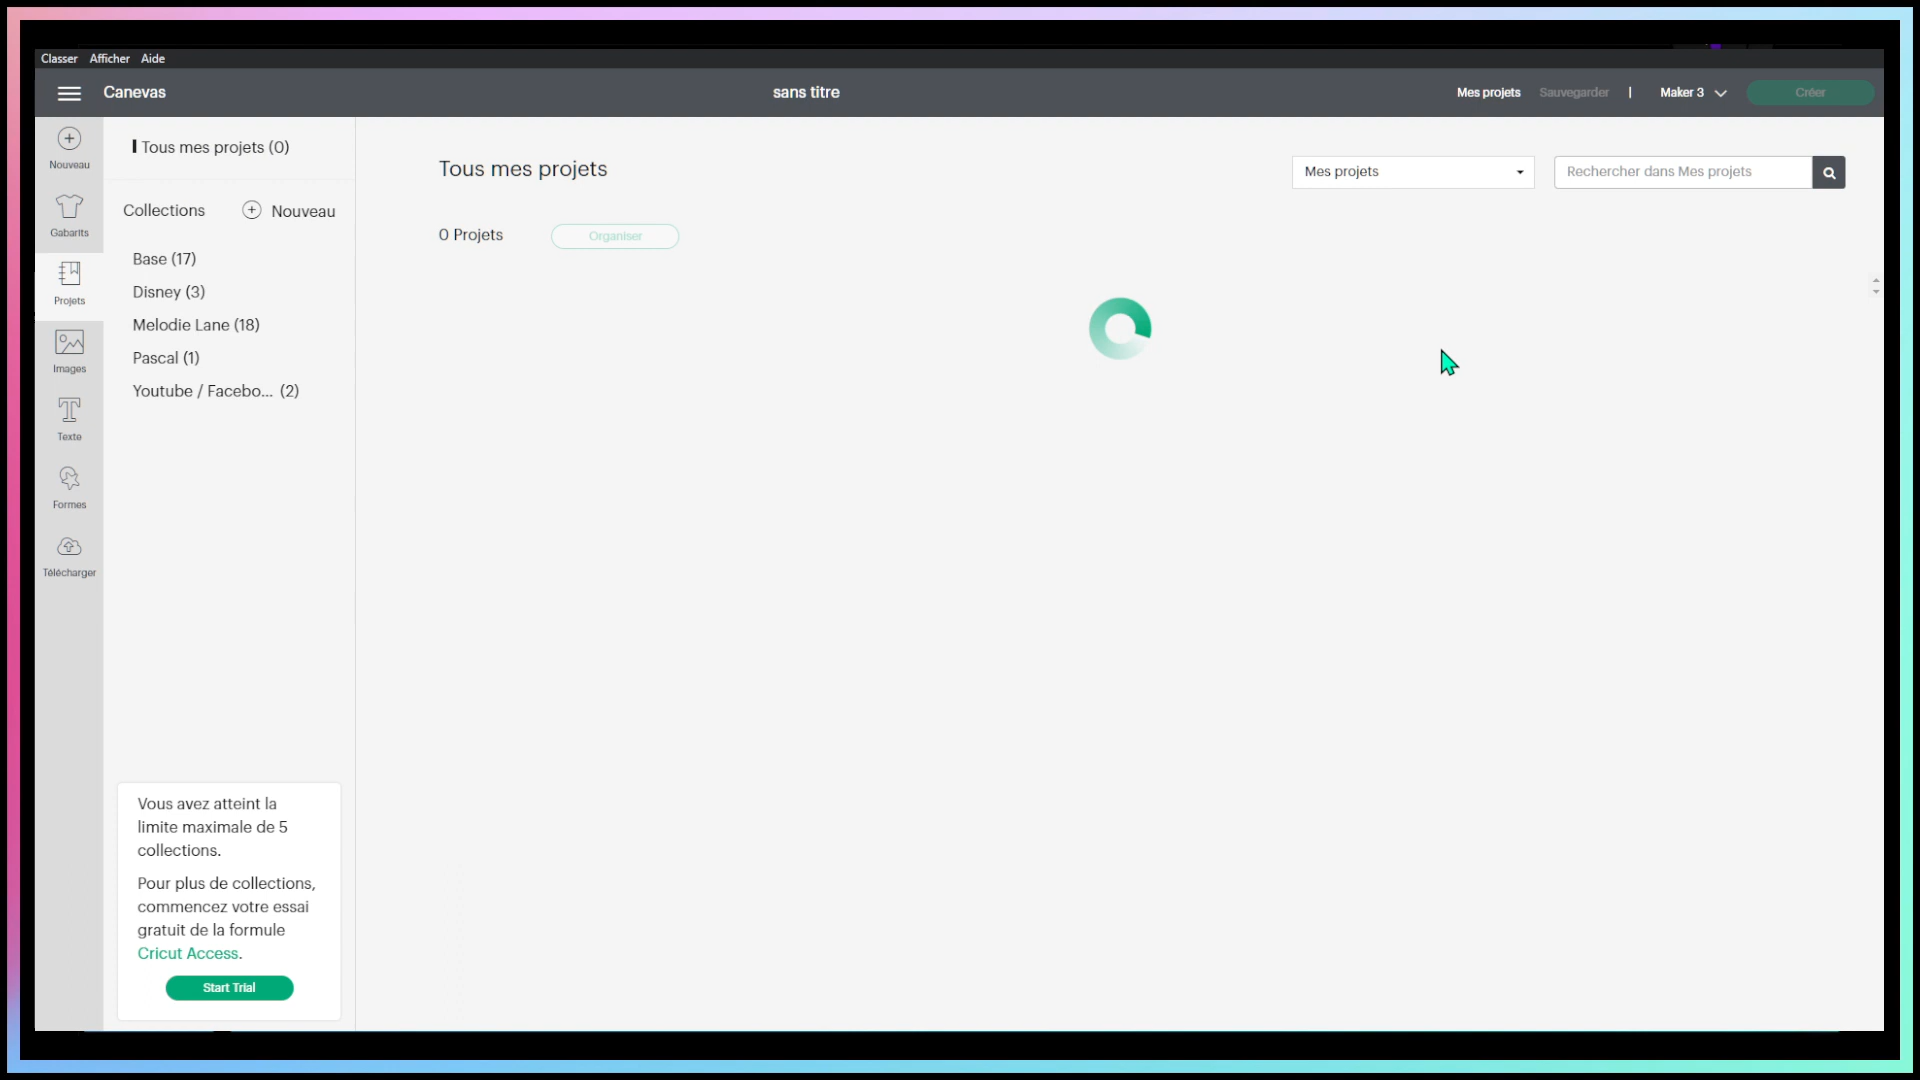 Classer Afficher Aide
Canevas
sans titre
Mes projets Sauvegarder | Maker 3 Créer
Nouveau
Gabarits
Projets
Images
Texte
Formes
Télécharger
Tous mes projets (0)
Collections Nouveau
Base (17)
Disney (3)
Melodie Lane (18)
Pascal (1)
Youtube / Facebo... (2)
Vous avez atteint la
limite maximale de 5
collections.
Pour plus de collections,
commencez votre essai
gratuit de la formule
Cricut Access.
Start Trial
Tous mes projets
Mes projets
Rechercher dans Mes projets
0 Projets
Organiser